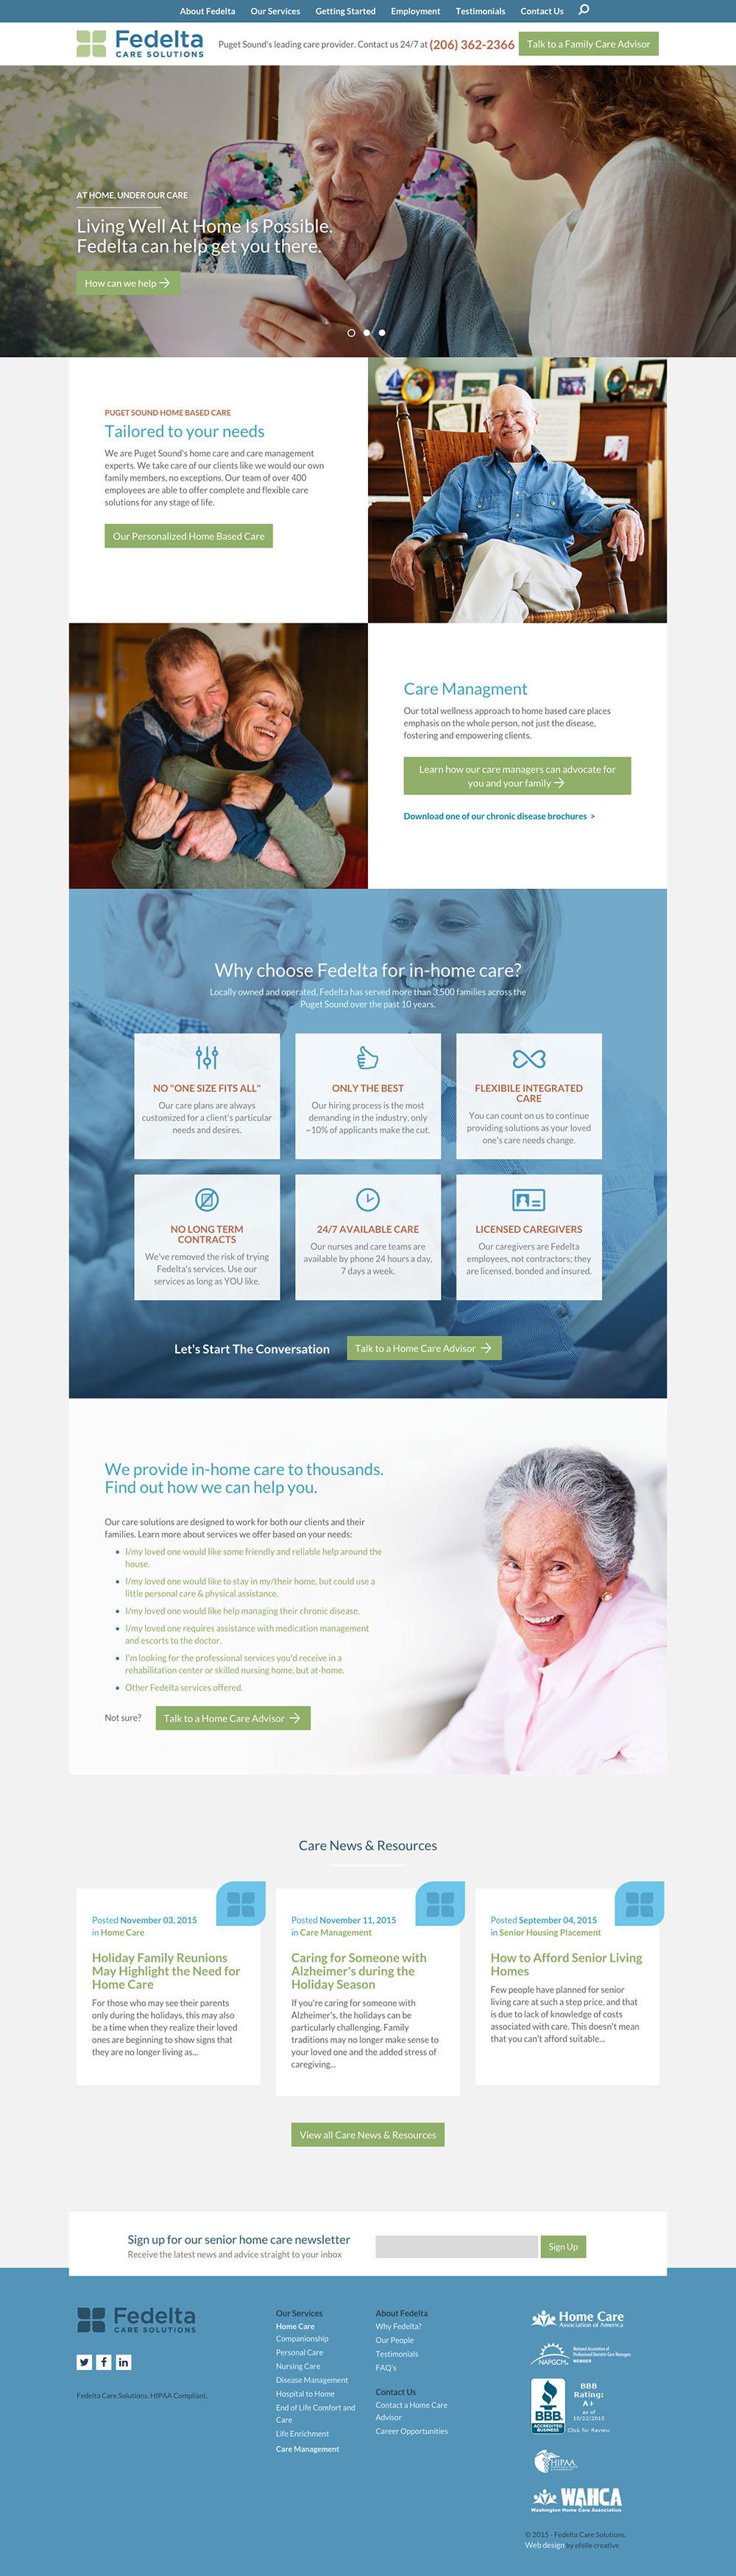 About Fedelta Our Services Getting Started Employment Testimonials Contact Us
Fedelta
CARE SOLUTIONS
Puget Sound's leading care provider. Contact us 24/7 at (206) 362-2366
Talk to a Family Care Advisor
AT HOME, UNDER OUR CARE
Living Well At Home Is Possible.
Fedelta can help get you there.
How can we help →
PUGET SOUND HOME BASED CARE
Tailored to your needs
We are Puget Sound's home care and care management
experts. We take care of our clients like we would our own
family members, no exceptions. Our team of over 400
employees are able to offer complete and flexible care
solutions for any stage of life.
Our Personalized Home Based Care
Care Managment
Our total wellness approach to home based care places
emphasis on the whole person, not just the disease,
fostering and empowering clients.
Learn how our care managers can advocate for
you and your family →
Download one of our chronic disease brochures >
Why choose Fedelta for in-home care?
Locally owned and operated, Fedelta has served more than 3,500 families across the
Puget Sound over the past 10 years.
NO "ONE SIZE FITS ALL"
Our care plans are always
customized for a client's particular
needs and desires.
ONLY THE BEST
Our hiring process is the most
demanding in the industry, only
~10% of applicants make the cut.
FLEXIBILE INTEGRATED
CARE
You can count on us to continue
providing solutions as your loved
one's care needs change.
NO LONG TERM
CONTRACTS
We've removed the risk of trying
Fedelta's services. Use our
services as long as YOU like.
24/7 AVAILABLE CARE
Our nurses and care teams are
available by phone 24 hours a day,
7 days a week.
LICENSED CAREGIVERS
Our caregivers are Fedelta
employees, not contractors; they
are licensed, bonded and insured.
Let's Start The Conversation
Talk to a Home Care Advisor →
We provide in-home care to thousands.
Find out how we can help you.
Our care solutions are designed to work for both our clients and their
families. Learn more about services we offer based on your needs:
• I/my loved one would like some friendly and reliable help around the
house.
• I/my loved one would like to stay in my/their home, but could use a
little personal care & physical assistance.
• I/my loved one would like help managing their chronic disease.
• I/my loved one requires assistance with medication management
and escorts to the doctor.
• I'm looking for the professional services you'd receive in a
rehabilitation center or skilled nursing home, but at-home.
• Other Fedelta services offered.
Not sure?
Talk to a Home Care Advisor →
Care News & Resources
Posted November 03, 2015
in Home Care
Holiday Family Reunions
May Highlight the Need for
Home Care
For those who may see their parents
only during the holidays, this may also
be a time when they realize their loved
ones are beginning to show signs that
they are no longer living as...
Posted November 11, 2015
in Care Management
Caring for Someone with
Alzheimer's during the
Holiday Season
If you're caring for someone with
Alzheimer's, the holidays can be
particularly challenging. Family
traditions may no longer make sense to
your loved one and the added stress of
caregiving...
Posted September 04, 2015
in Senior Housing Placement
How to Afford Senior Living
Homes
Few people have planned for senior
living care at such a step price, and that
is due to lack of knowledge of costs
associated with care. This doesn't mean
that you can't afford suitable...
View all Care News & Resources
Sign up for our senior home care newsletter
Receive the latest news and advice straight to your inbox
Sign Up
Fedelta
CARE SOLUTIONS
Fedelta Care Solutions. HIPAA Compliant.
Our Services
Home Care
Companionship
Personal Care
Nursing Care
Disease Management
Hospital to Home
End of Life Comfort and
Care
Life Enrichment
Care Management
About Fedelta
Why Fedelta?
Our People
Testimonials
FAQ's
Contact Us
Contact a Home Care
Advisor
Career Opportunities
Home Care
Association of America
NAPGCM
National Association of
Professional Geriatric Care Managers
MEMBER
BBB
ACCREDITED
BUSINESS
BBB
Rating:
A+
as of
10/22/2015
Click for Review
HIPAA
WAHCA
Washington Home Care Association
© 2015 - Fedelta Care Solutions.
Web design by efelle creative